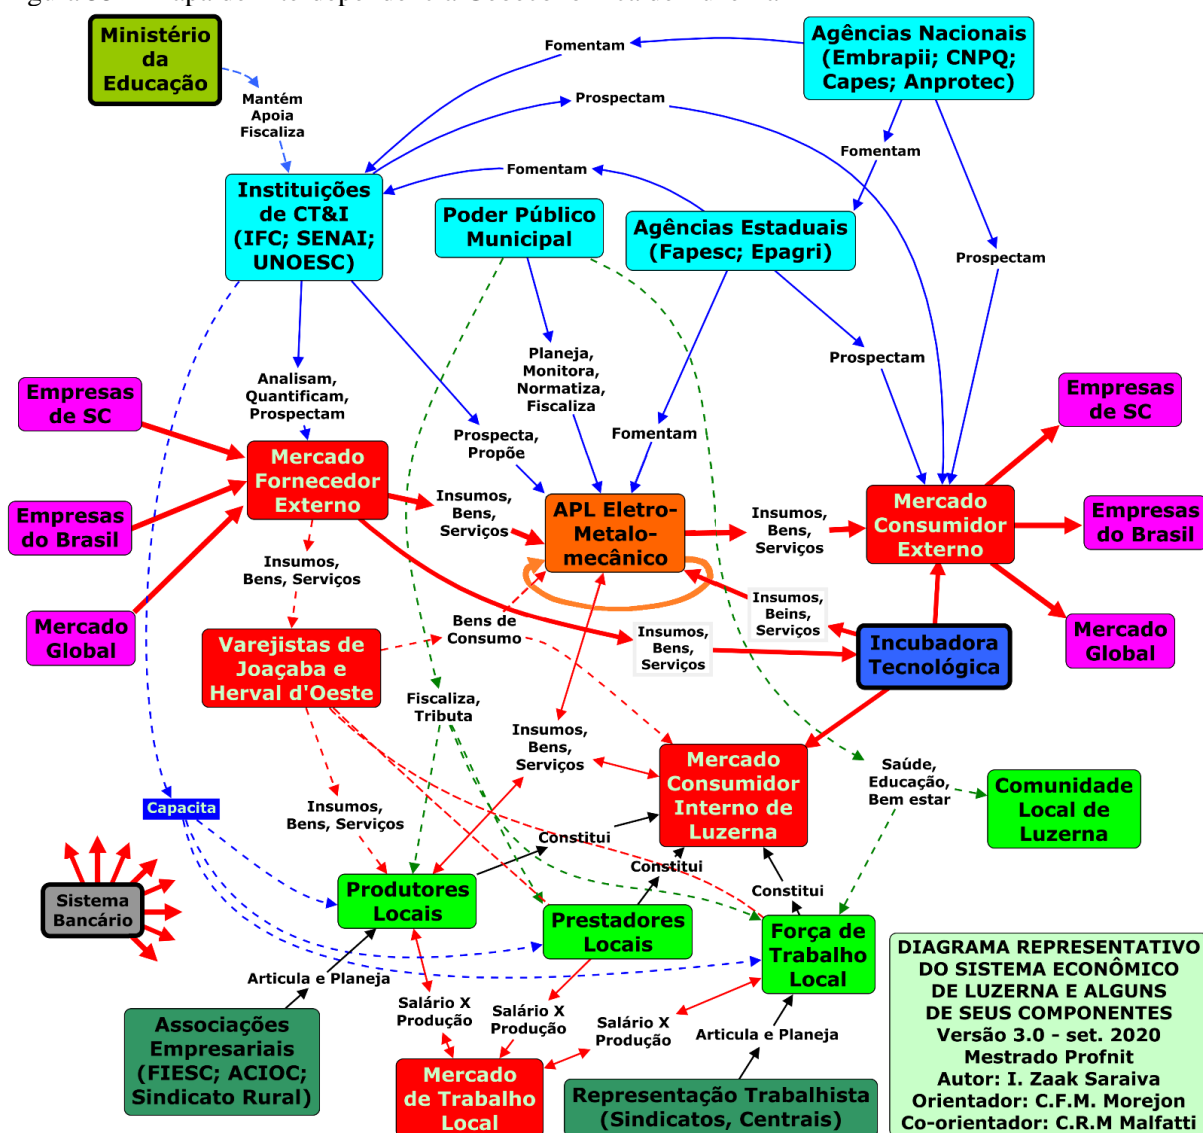 Ministério
da
Educação
Agências Nacionais
(Embrapii; CNPQ;
Capes; Anprotec)
Fomentam
Mantém
Apoia
Fiscaliza
Prospectam
Fomentam
Fomentam
Instituições
de CT&I
(IFC; SENAI;
UNOESC)
Poder Público
Municipal
Agências Estaduais
(Fapesc; Epagri)
Prospectam
Planeja,
Monitora,
Normatiza,
Fiscaliza
Prospectam
Analisam,
Quantificam,
Prospectam
Empresas
de SC
Empresas
de SC
Prospecta,
Propõe
Fomentam
Mercado
Fornecedor
Externo
Insumos,
Bens,
Serviços
APL Eletro-
Metalo-
mecânico
Insumos,
Bens,
Serviços
Mercado
Consumidor
Externo
Empresas
do Brasil
Empresas
do Brasil
Insumos,
Bens, Serviços
Mercado
Global
Bens de
Consumo
Insumos,
Bens,
Serviços
Insumos,
Beins,
Serviços
Incubadora
Tecnológica
Mercado
Global
Varejistas de
Joaçaba e
Herval d'Oeste
Fiscaliza,
Tributa
Insumos,
Bens,
Serviços
Mercado
Consumidor
Interno de
Luzerna
Saúde,
Educação,
Bem estar
Comunidade
Local de
Luzerna
Capacita
Insumos,
Bens, Serviços
Constitui
Constitui
Constitui
Sistema
Bancário
Produtores
Locais
Prestadores
Locais
Força de
Trabalho
Local
Articula e Planeja
Salário X
Produção
Salário X
Produção
Salário X
Produção
Articula e Planeja
Associações
Empresariais
(FIESC; ACIOC;
Sindicato Rural)
Mercado
de Trabalho
Local
Representação Trabalhista
(Sindicatos, Centrais)
DIAGRAMA REPRESENTATIVO
DO SISTEMA ECONÔMICO
DE LUZERNA E ALGUNS
DE SEUS COMPONENTES
Versão 3.0 - set. 2020
Mestrado Profnit
Autor: I. Zaak Saraiva
Orientador: C.F.M. Morejon
Co-orientador: C.R.M Malfatti